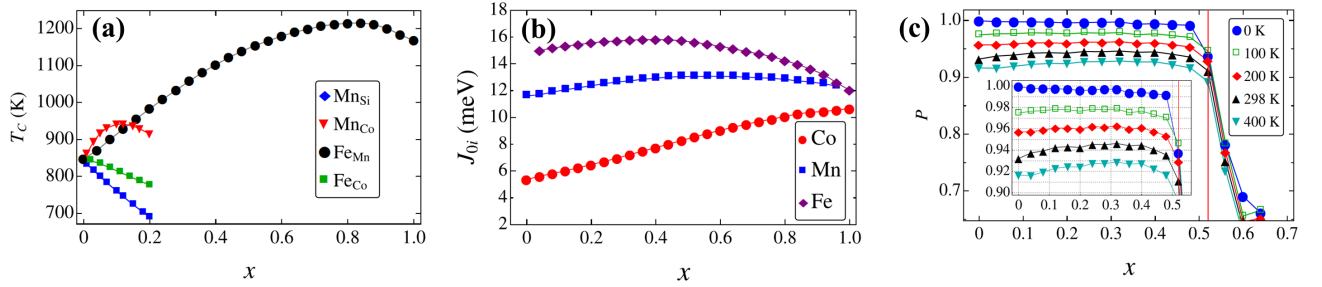 (a)
1200
1100
1000
900
800
700
T_C (K)
Mn_Si
Mn_Co
Fe_Mn
Fe_Co
0 0.2 0.4 0.6 0.8 1.0
x
(b)
18
16
14
12
10
8
6
4
2
J_0i (meV)
Co
Mn
Fe
0.0 0.2 0.4 0.6 0.8 1.0
x
(c)
1.0
0.9
0.8
0.7
P
0 K
100 K
200 K
298 K
400 K
1.00
0.98
0.96
0.94
0.92
0.90
0 0.1 0.2 0.3 0.4 0.5
0 0.1 0.2 0.3 0.4 0.5 0.6 0.7
x